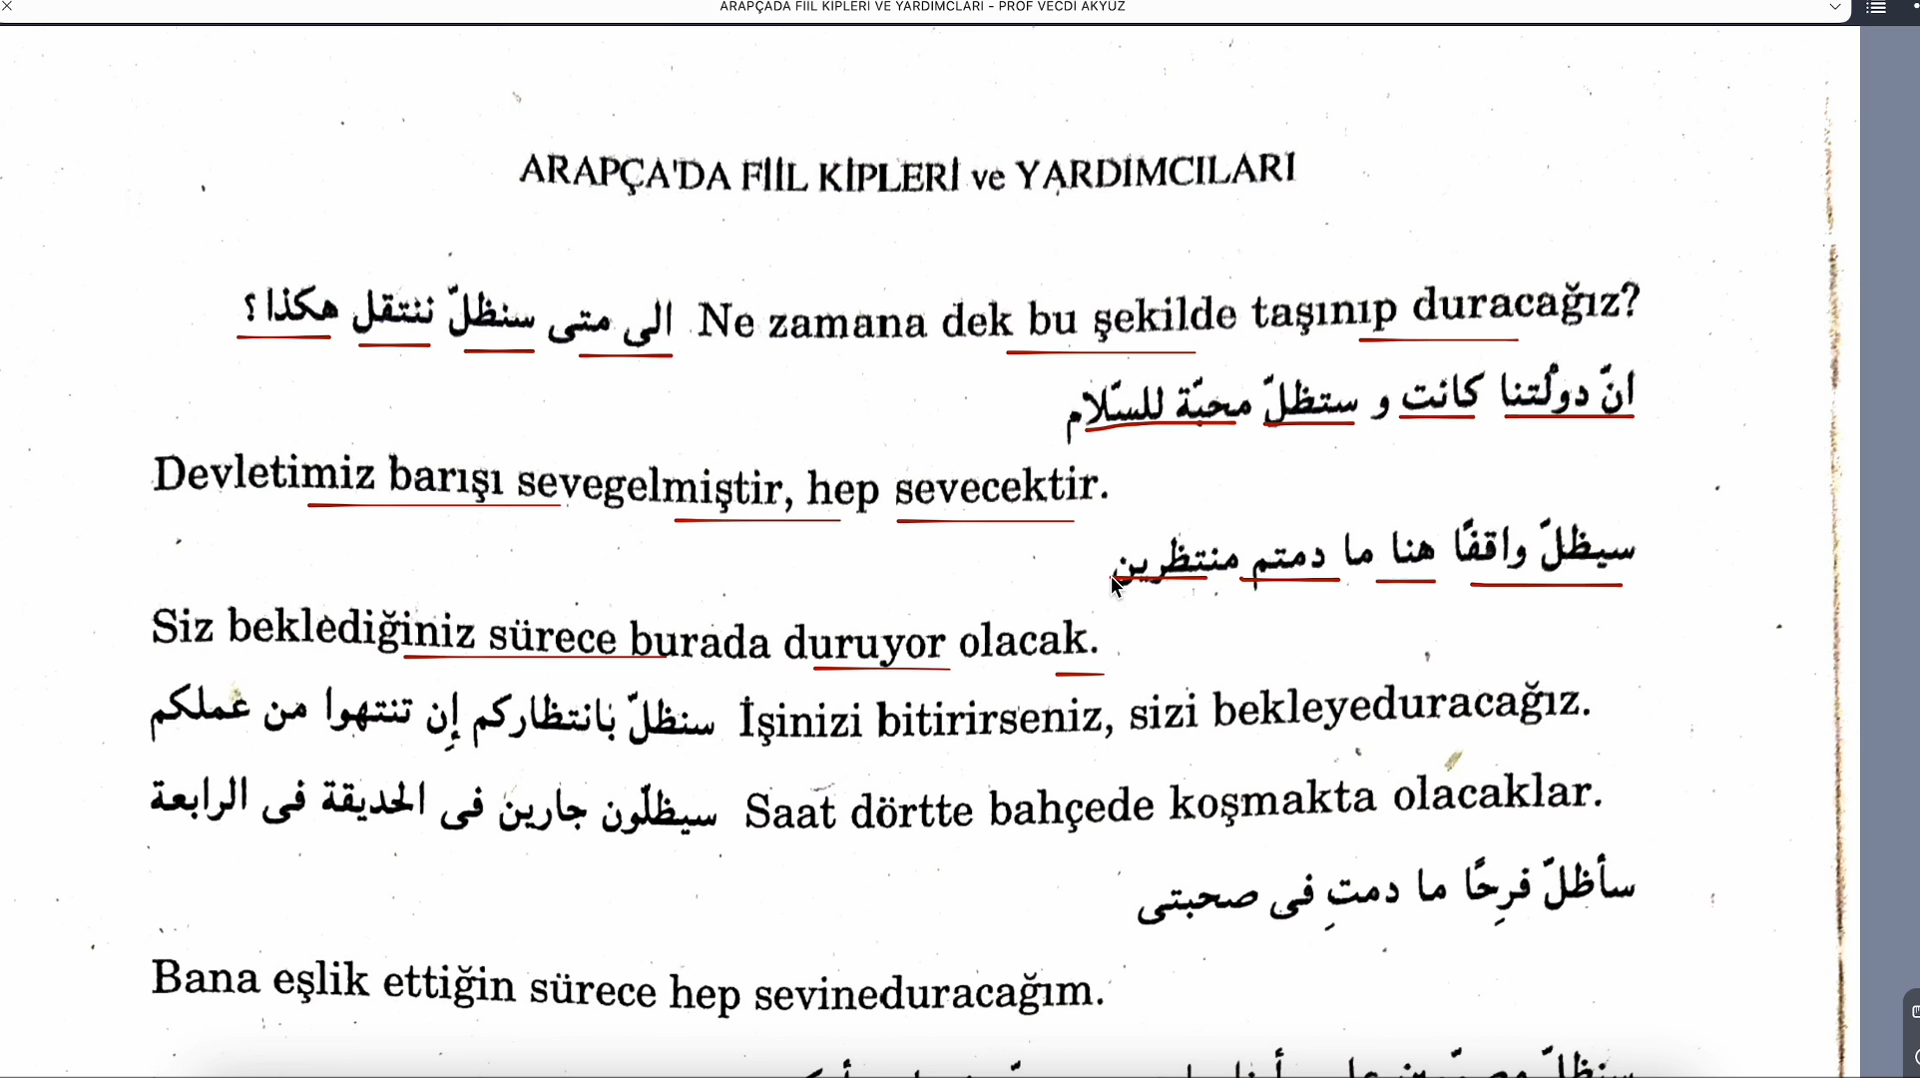 ARAPÇADA FİİL KİPLERİ VE YARDIMCLARI - PROF VECDİ AKYÜZ
ARAPÇA'DA FİİL KİPLERİ ve YARDIMCILARI
الى متى سنظلّ ننتقل هكذا ؟ Ne zamana dek bu şekilde taşınıp duracağız?
انّ دولتنا كانت و ستظلّ محبّة للسّلام
Devletimiz barışı sevegelmiştir, hep sevecektir.
سيظلّ واقفًا هنا ما دمتم منتظرين
Siz beklediğiniz sürece burada duruyor olacak.
سنظلّ بانتظاركم إن تنتهوا من عملكم İşinizi bitirirseniz, sizi bekleyeduracağız.
سيظلّون جارين فى الحديقة فى الرابعة Saat dörtte bahçede koşmakta olacaklar.
سأظلّ فرِحًا ما دمتِ فى صحبتى
Bana eşlik ettiğin sürece hep sevineduracağım.